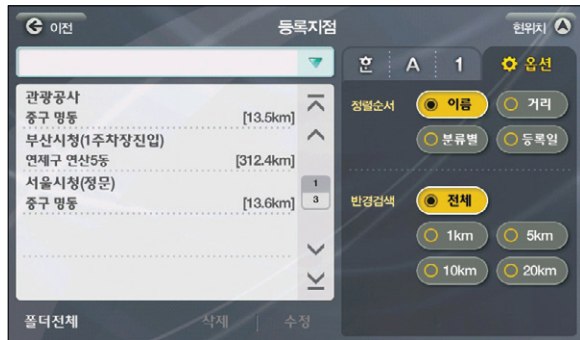 이전
등록지점
현위치
훈 A 1 옵션
관광공사
중구 명동 [13.5km]
부산시청(1주차장진입)
연제구 연산5동 [312.4km]
서울시청(정문)
중구 명동 [13.6km]
1
3
정렬순서 이름 거리
분류별 등록일
반경검색 전체
1km 5km
10km 20km
폴더전체 삭제 수정